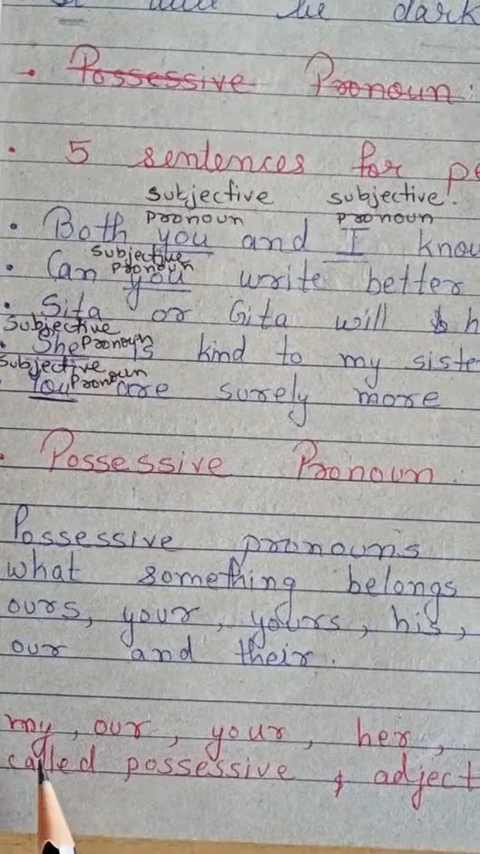 be dark
Possessive Pronoun:
5 sentences for
subjective subjective.
pronoun pronoun
Both you and I know
subjective
pronoun
Can you write better
Sita or Gita will
Subjective
Pronoun
She is kind to my siste
Subjective
Pronoun
You are surely more
Possessive Pronoun.
Possessive pronouns
what something belongs
ours, your, yours, his,
our and their.
my, our, your, her,
called possessive adject